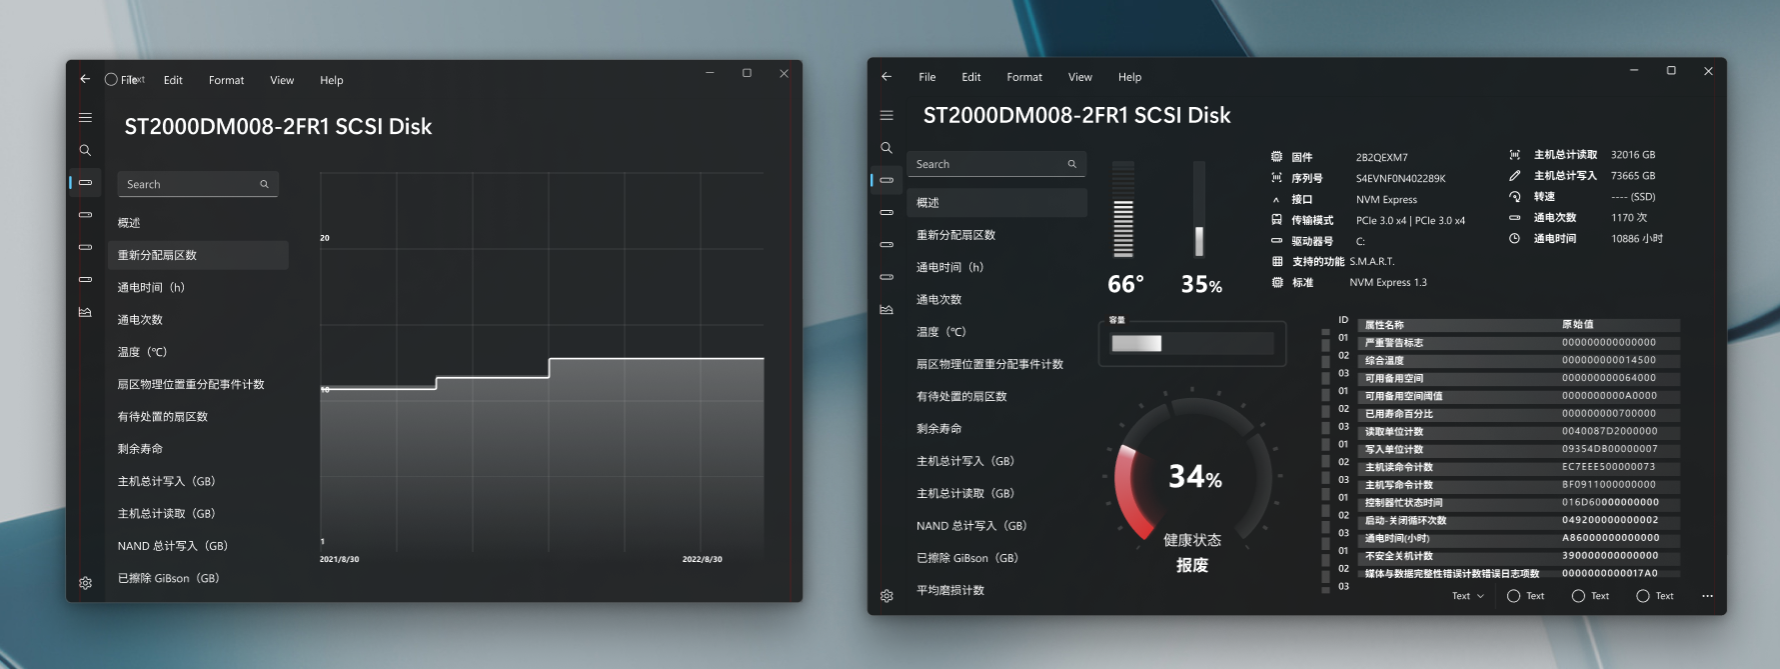 File Text Edit Format View Help
ST2000DM008-2FR1 SCSI Disk
Search
概述
重新分配扇区数
通电时间（h）
通电次数
温度（℃）
扇区物理位置重分配事件计数
有待处置的扇区数
剩余寿命
主机总计写入（GB）
主机总计读取（GB）
NAND 总计写入（GB）
已擦除 GiBson（GB）
20
10
1
2021/8/30
2022/8/30
File Edit Format View Help
ST2000DM008-2FR1 SCSI Disk
Search
概述
重新分配扇区数
通电时间（h）
通电次数
温度（℃）
扇区物理位置重分配事件计数
有待处置的扇区数
剩余寿命
主机总计写入（GB）
主机总计读取（GB）
NAND 总计写入（GB）
已擦除 GiBson（GB）
平均磨损计数
66°
35%
容量
34%
健康状态
报废
固件 2B2QEXM7
序列号 S4EVNF0N402289K
接口 NVM Express
传输模式 PCIe 3.0 x4 | PCIe 3.0 x4
驱动器号 C:
支持的功能 S.M.A.R.T.
标准 NVM Express 1.3
主机总计读取 32016 GB
主机总计写入 73665 GB
转速 ---- (SSD)
通电次数 1170 次
通电时间 10886 小时
ID 属性名称 原始值
01 严重警告标志 000000000000000
02 综合温度 000000000014500
03 可用备用空间 000000000064000
01 可用备用空间阈值 0000000000A0000
02 已用寿命百分比 000000000700000
03 读取单位计数 0040087D2000000
01 写入单位计数 09354DB00000007
02 主机读命令计数 EC7EEE500000073
03 主机写命令计数 BF0911000000000
01 控制器忙状态时间 016D60000000000
02 启动-关闭循环次数 049200000000002
03 通电时间(小时) A86000000000000
01 不安全关机计数 390000000000000
02 媒体与数据完整性错误计数错误日志项数 0000000000017A0
03
Text Text Text Text